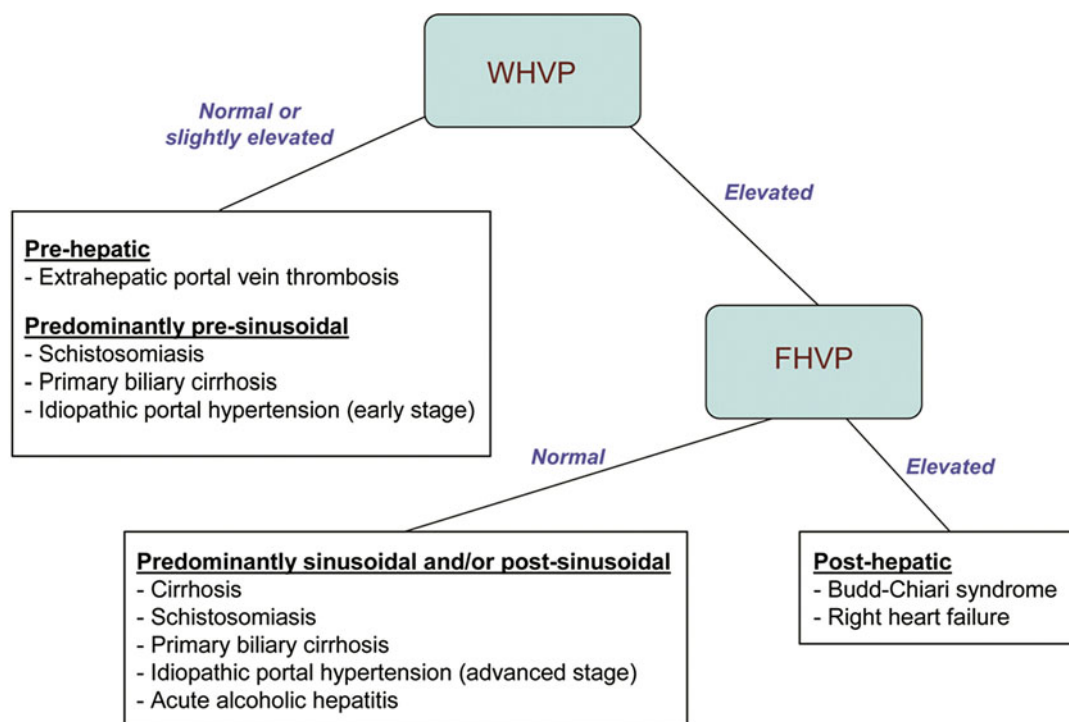 WHVP
Normal or
slightly elevated
Elevated
Pre-hepatic
- Extrahepatic portal vein thrombosis
Predominantly pre-sinusoidal
- Schistosomiasis
- Primary biliary cirrhosis
- Idiopathic portal hypertension (early stage)
FHVP
Normal
Elevated
Predominantly sinusoidal and/or post-sinusoidal
- Cirrhosis
- Schistosomiasis
- Primary biliary cirrhosis
- Idiopathic portal hypertension (advanced stage)
- Acute alcoholic hepatitis
Post-hepatic
- Budd-Chiari syndrome
- Right heart failure